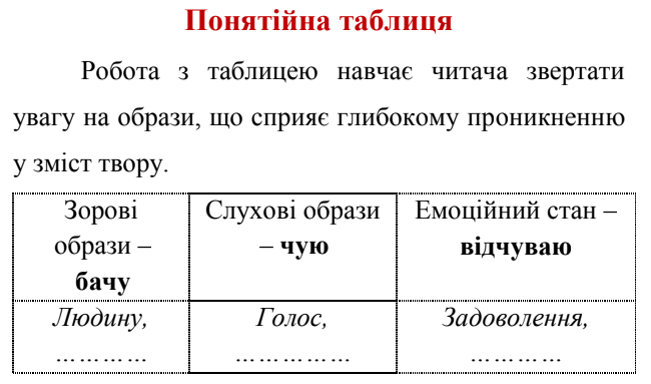 Понятійна таблиця
Робота з таблицею навчає читача звертати
увагу на образи, що сприяє глибокому проникненню
у зміст твору.
Зорові
образи –
бачу
Слухові образи
– чую
Емоційний стан –
відчуваю
Людину,
…………
Голос,
……………
Задоволення,
…………